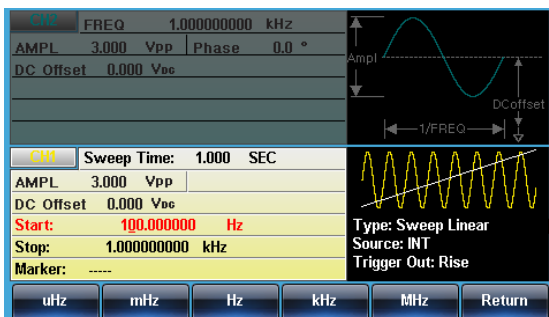 CH2 FREQ 1.000000000 kHz
AMPL 3.000 Vpp Phase 0.0 °
DC Offset 0.000 VDC
Ampl
DCoffset
1/FREQ
CH1 Sweep Time: 1.000 SEC
AMPL 3.000 Vpp
DC Offset 0.000 VDC
Start: 100.000000 Hz
Stop: 1.000000000 kHz
Marker: -----
Type: Sweep Linear
Source: INT
Trigger Out: Rise
uHz mHz Hz kHz MHz Return